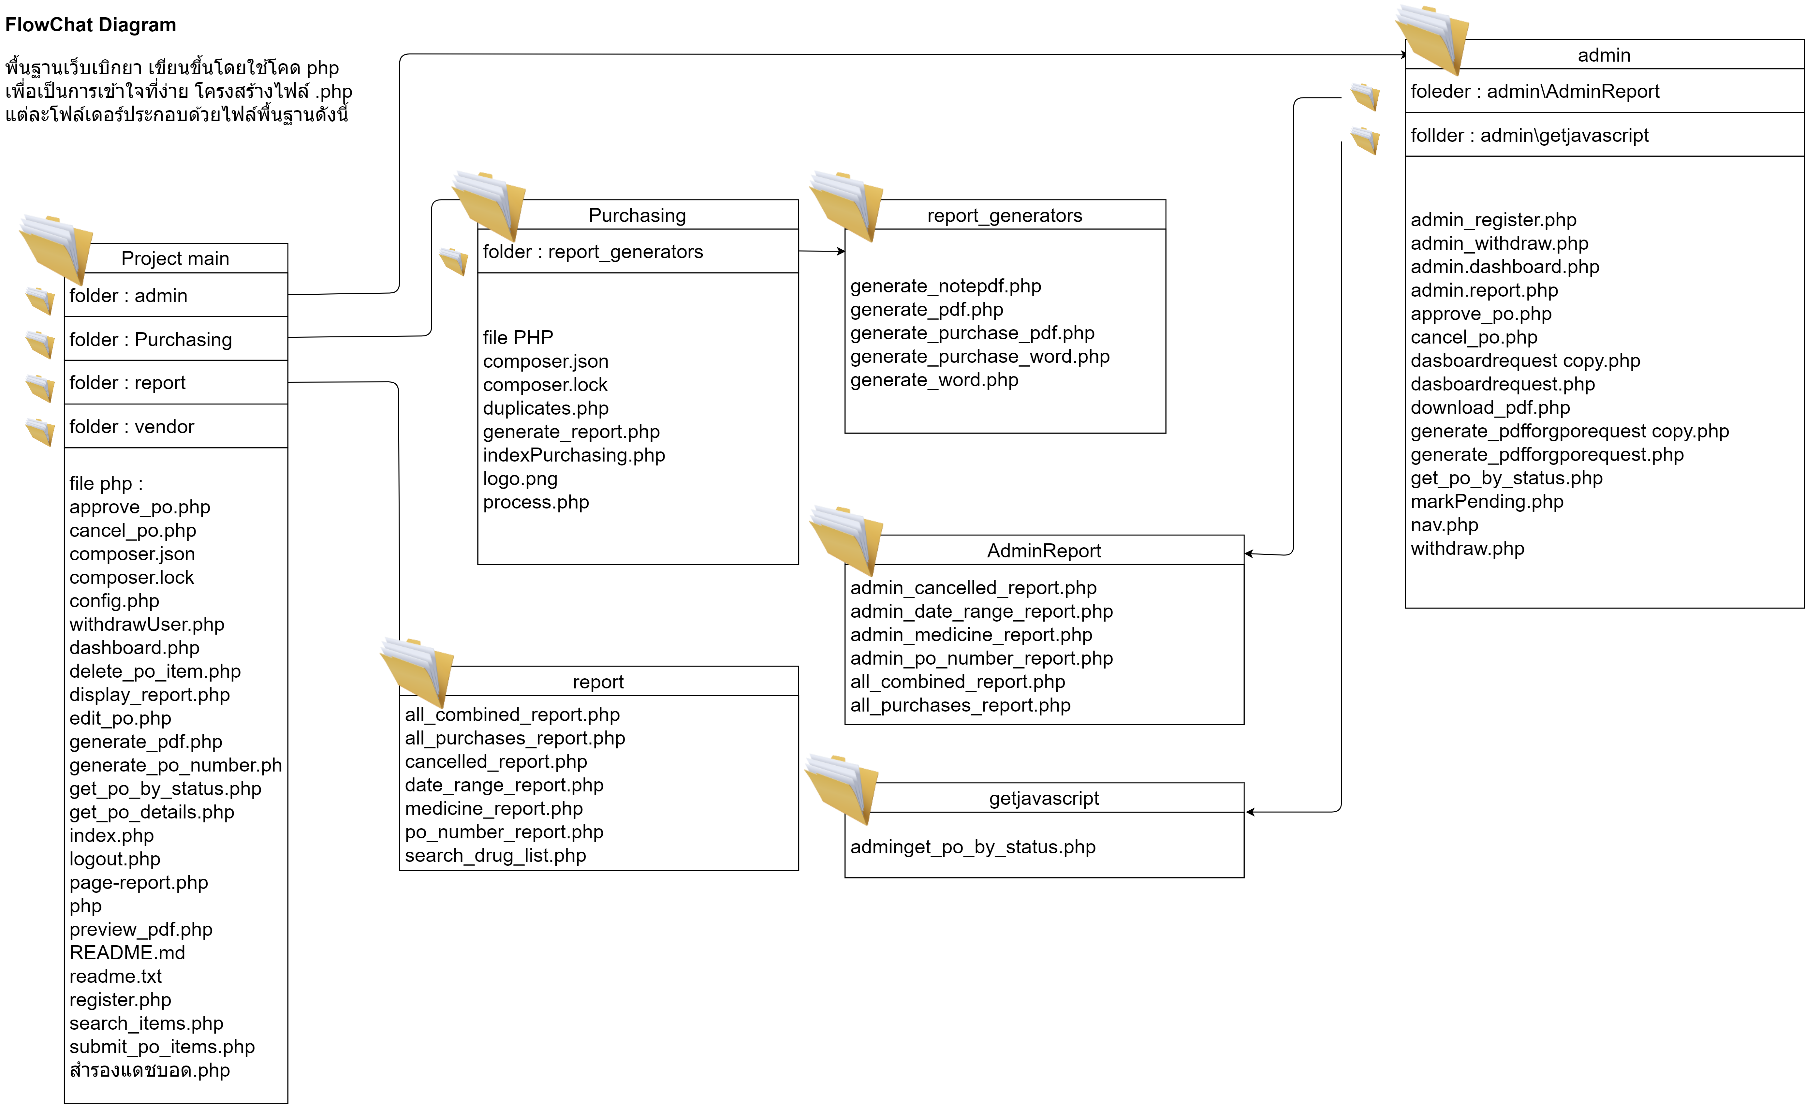 FlowChat Diagram
พื้นฐานเว็บเบิกยา เขียนขึ้นโดยใช้โคด php
เพื่อเป็นการเข้าใจที่ง่าย โครงสร้างไฟล์ .php
แต่ละโฟล์เดอร์ประกอบด้วยไฟล์พื้นฐานดังนี้
Project main
folder : admin
folder : Purchasing
folder : report
folder : vendor
file php :
approve_po.php
cancel_po.php
composer.json
composer.lock
config.php
withdrawUser.php
dashboard.php
delete_po_item.php
display_report.php
edit_po.php
generate_pdf.php
generate_po_number.ph
get_po_by_status.php
get_po_details.php
index.php
logout.php
page-report.php
php
preview_pdf.php
README.md
readme.txt
register.php
search_items.php
submit_po_items.php
สำรองแดชบอด.php
Purchasing
folder : report_generators
file PHP
composer.json
composer.lock
duplicates.php
generate_report.php
indexPurchasing.php
logo.png
process.php
report_generators
generate_notepdf.php
generate_pdf.php
generate_purchase_pdf.php
generate_purchase_word.php
generate_word.php
report
all_combined_report.php
all_purchases_report.php
cancelled_report.php
date_range_report.php
medicine_report.php
po_number_report.php
search_drug_list.php
AdminReport
admin_cancelled_report.php
admin_date_range_report.php
admin_medicine_report.php
admin_po_number_report.php
all_combined_report.php
all_purchases_report.php
getjavascript
adminget_po_by_status.php
admin
foleder : admin\AdminReport
follder : admin\getjavascript
admin_register.php
admin_withdraw.php
admin.dashboard.php
admin.report.php
approve_po.php
cancel_po.php
dasboardrequest copy.php
dasboardrequest.php
download_pdf.php
generate_pdfforgporequest copy.php
generate_pdfforgporequest.php
get_po_by_status.php
markPending.php
nav.php
withdraw.php